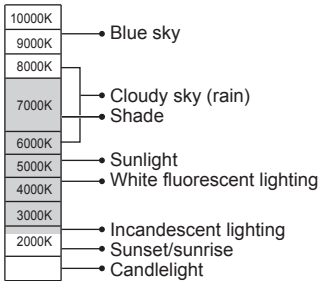 10000K
Blue sky
9000K
8000K
Cloudy sky (rain)
7000K
Shade
6000K
Sunlight
5000K
White fluorescent lighting
4000K
3000K
Incandescent lighting
2000K
Sunset/sunrise
Candlelight